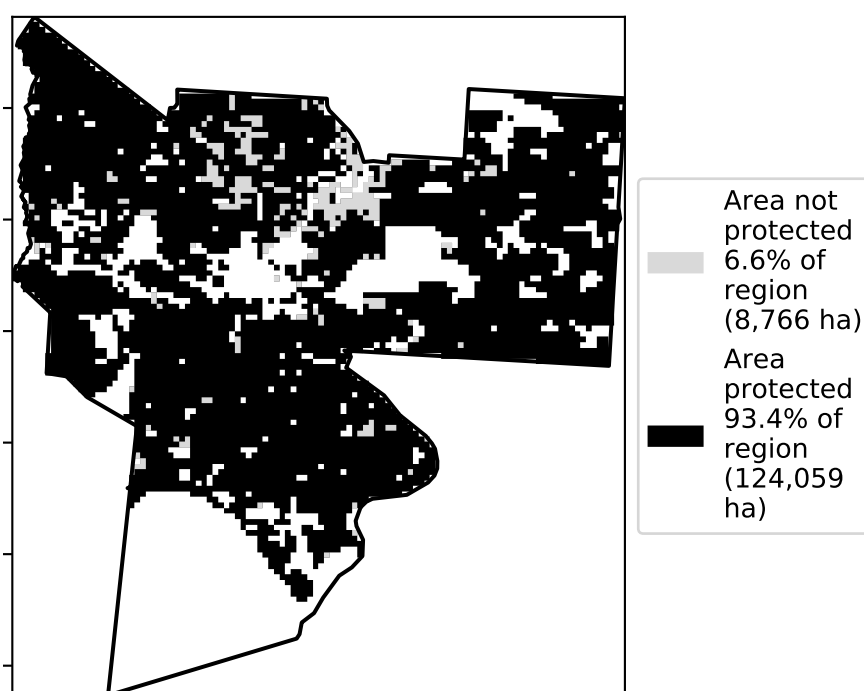 Area not
protected
6.6% of
region
(8,766 ha)
Area
protected
93.4% of
region
(124,059
ha)